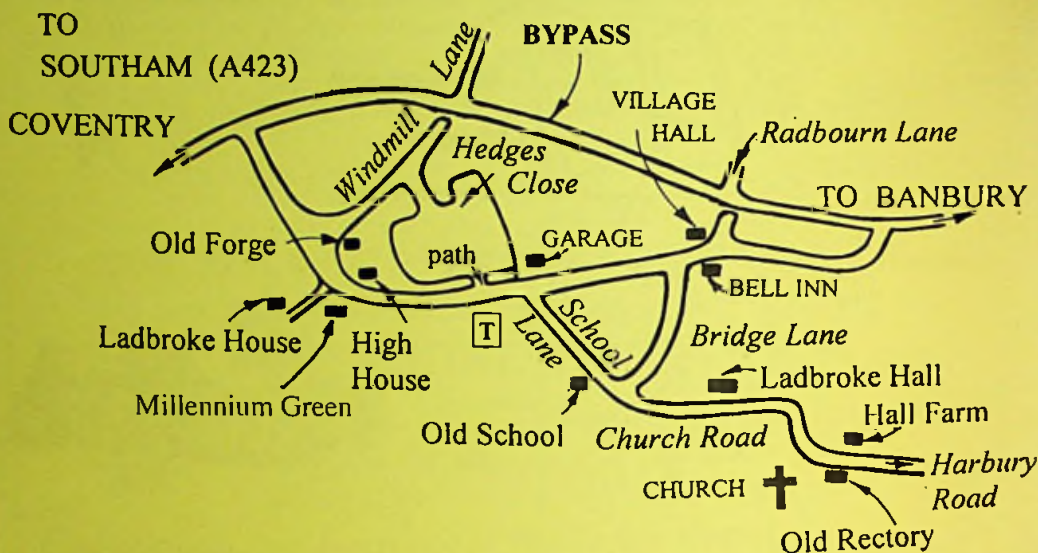 TO
SOUTHAM (A423)
COVENTRY
Lane
BYPASS
VILLAGE
HALL
Radbourn Lane
Windmill
Hedges
Close
TO BANBURY
Old Forge
path
GARAGE
BELL INN
T
School
Lane
Bridge Lane
Ladbroke House
High
House
Millennium Green
Ladbroke Hall
Old School
Church Road
Hall Farm
Harbury
Road
CHURCH
Old Rectory